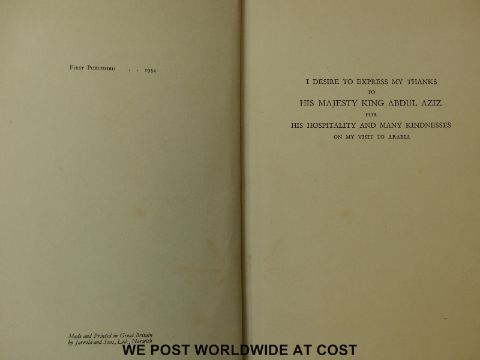 FIRST PUBLISHED . . 1954
Made and Printed in Great Britain
by Jarrold and Sons, Ltd., Norwich
I DESIRE TO EXPRESS MY THANKS
TO
HIS MAJESTY KING ABDUL AZIZ
FOR
HIS HOSPITALITY AND MANY KINDNESSES
ON MY VISIT TO ARABIA
WE POST WORLDWIDE AT COST